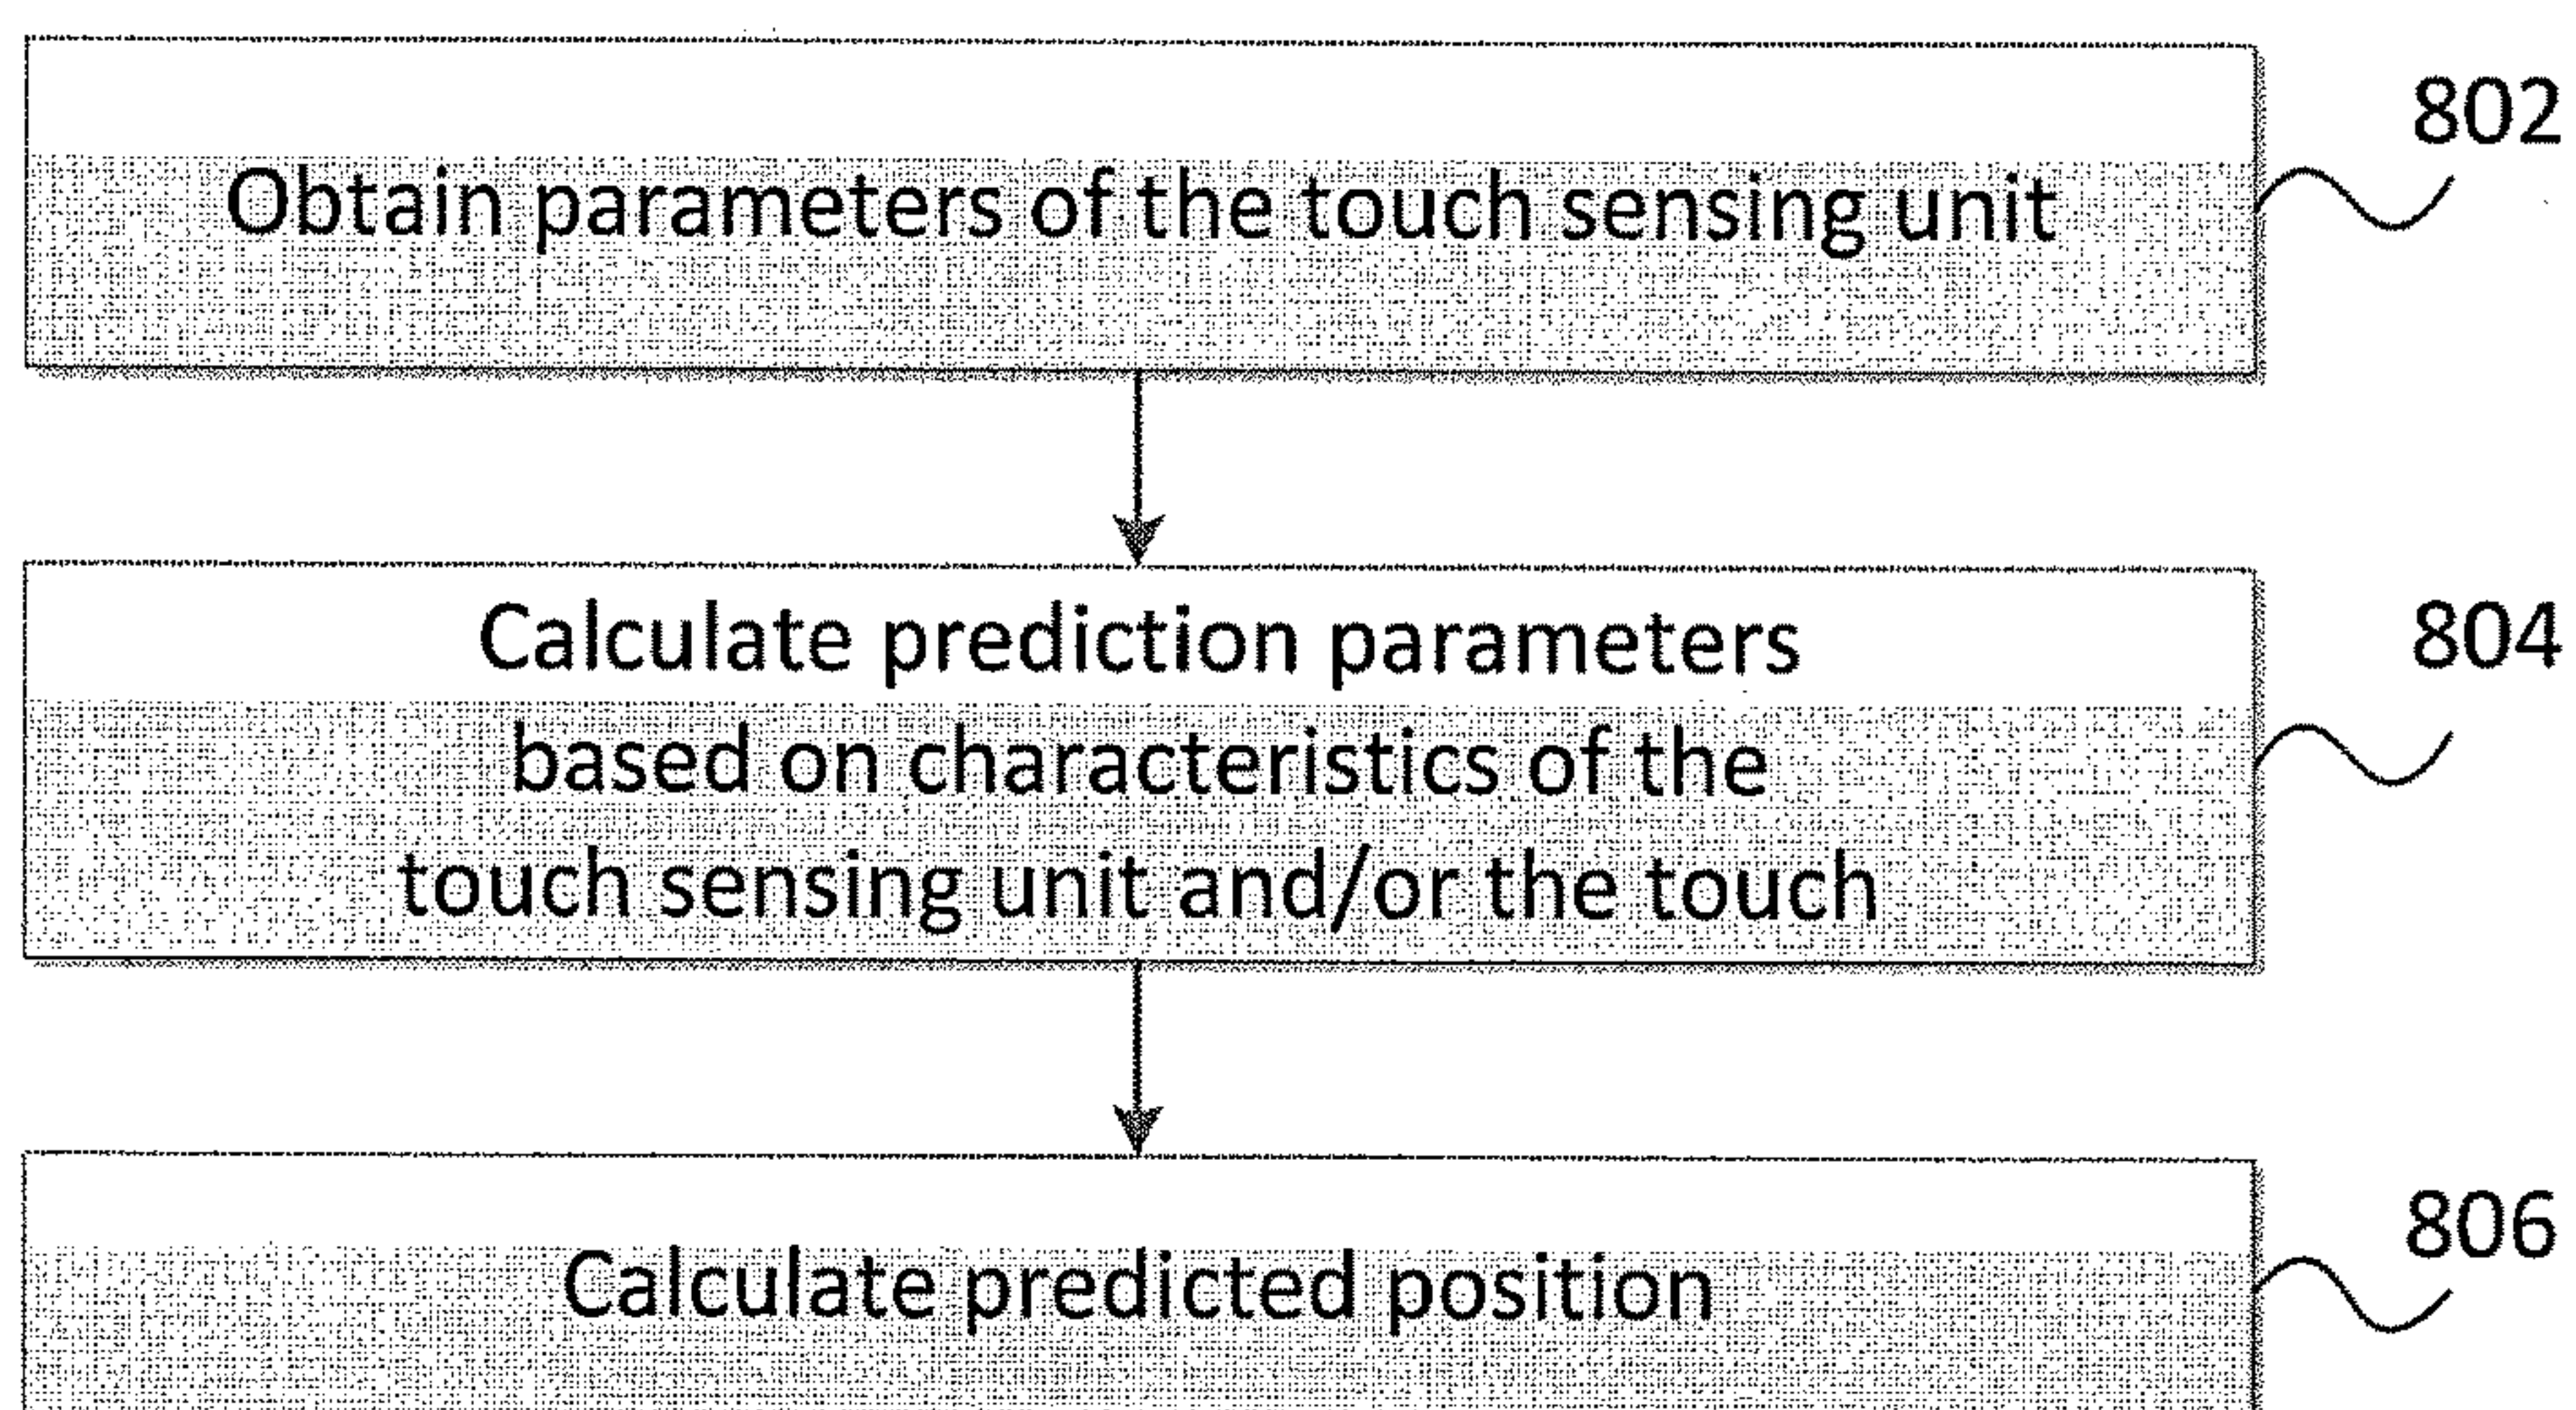 802
Obtain parameters of the touch sensing unit
804
Calculate prediction parameters
based on characteristics of the
touch sensing unit and/or the touch
806
Calculate predicted position